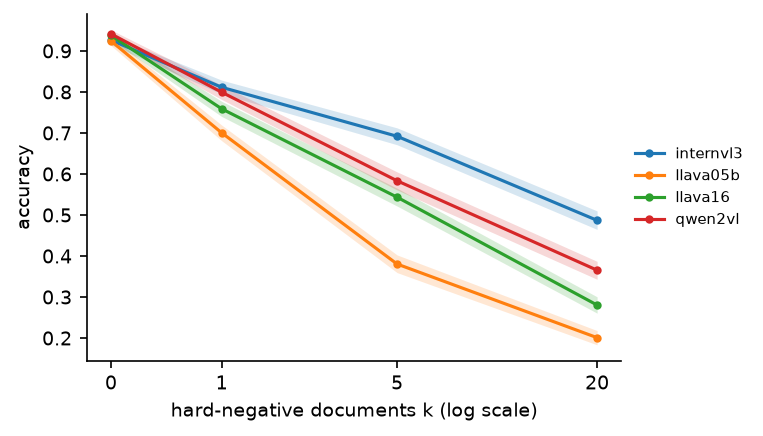 0.9
0.8
0.7
0.6
0.5
0.4
0.3
0.2
accuracy
0 1 5 20
hard-negative documents k (log scale)
internvl3
llava05b
llava16
qwen2vl